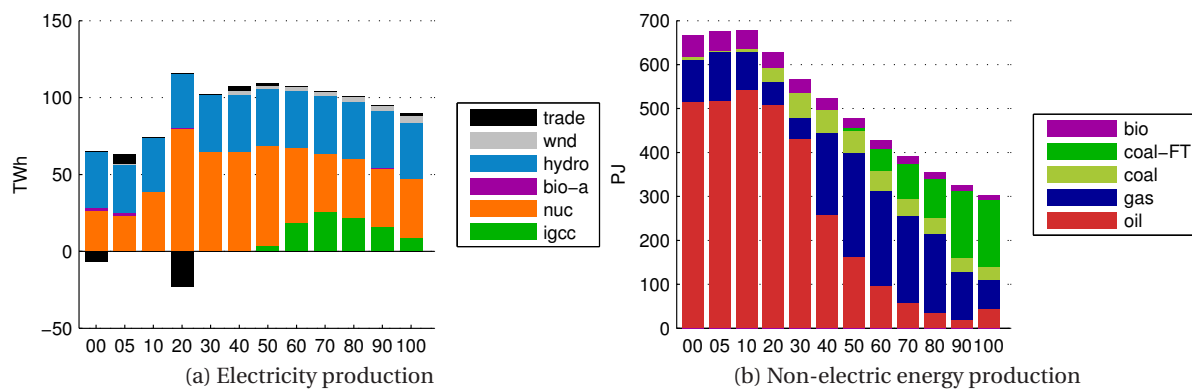 150
100
50
0
−50
TWh
00 05 10 20 30 40 50 60 70 80 90 100
trade
wnd
hydro
bio−a
nuc
igcc
(a) Electricity production
700
600
500
400
300
200
100
0
PJ
00 05 10 20 30 40 50 60 70 80 90 100
bio
coal−FT
coal
gas
oil
(b) Non-electric energy production